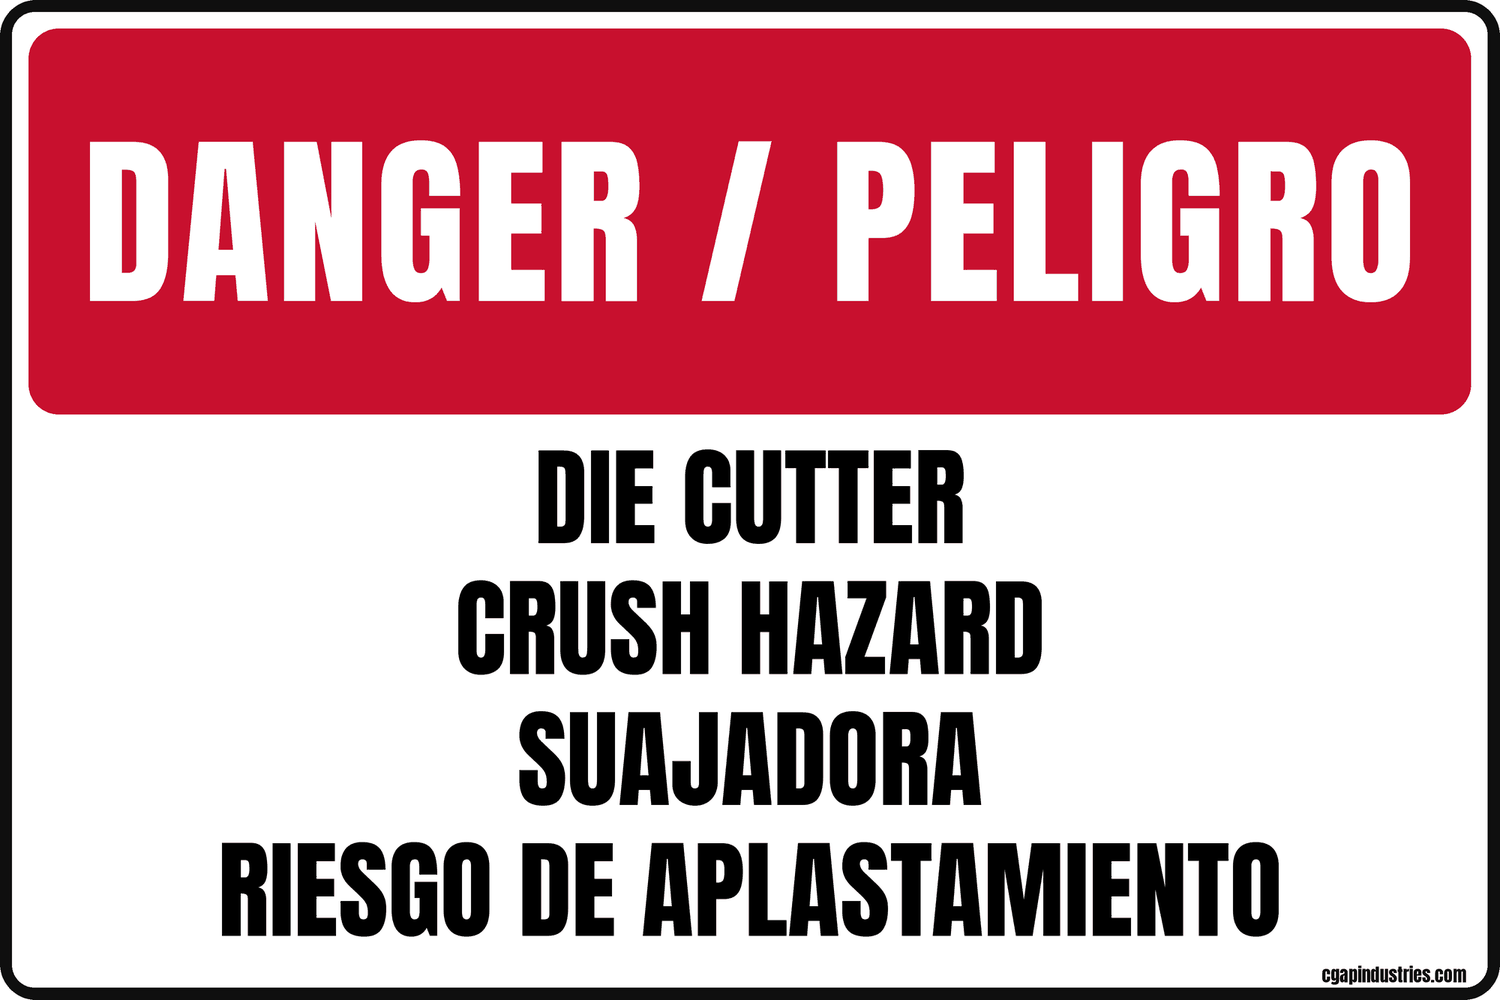 DANGER / PELIGRO
DIE CUTTER
CRUSH HAZARD
SUAJADORA
RIESGO DE APLASTAMIENTO
cgapindustries.com